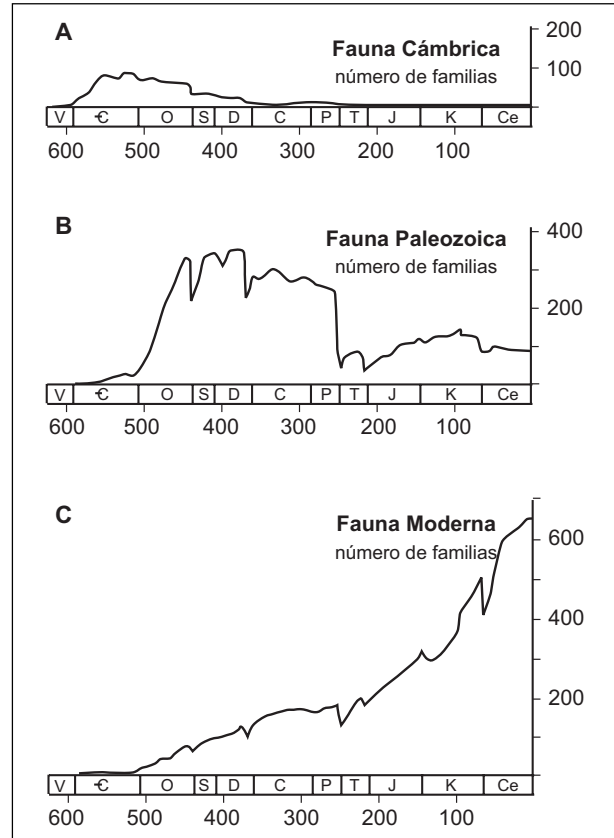 A
Fauna Cámbrica
número de familias
200
100
V Ꞓ O S D C P T J K Ce
600 500 400 300 200 100
B
Fauna Paleozoica
número de familias
400
200
V Ꞓ O S D C P T J K Ce
600 500 400 300 200 100
C
Fauna Moderna
número de familias
600
400
200
V Ꞓ O S D C P T J K Ce
600 500 400 300 200 100